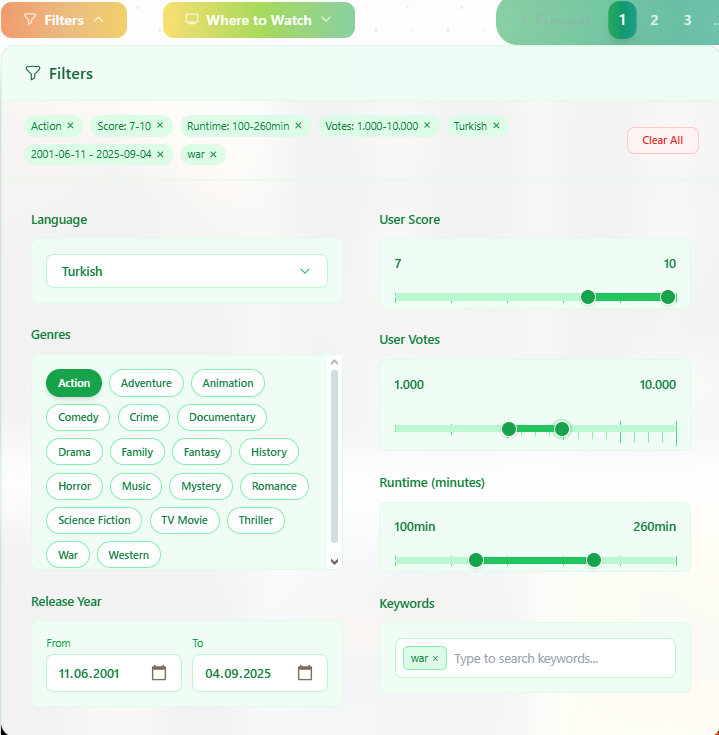 Filters
Where to Watch
Previous 1 2 3 ..
Filters
Action × Score: 7-10 × Runtime: 100-260min × Votes: 1.000-10.000 × Turkish ×
2001-06-11 - 2025-09-04 × war ×
Clear All
Language
Turkish
Genres
Action Adventure Animation
Comedy Crime Documentary
Drama Family Fantasy History
Horror Music Mystery Romance
Science Fiction TV Movie Thriller
War Western
Release Year
From To
11.06.2001 04.09.2025
User Score
7 10
User Votes
1.000 10.000
Runtime (minutes)
100min 260min
Keywords
war × Type to search keywords...